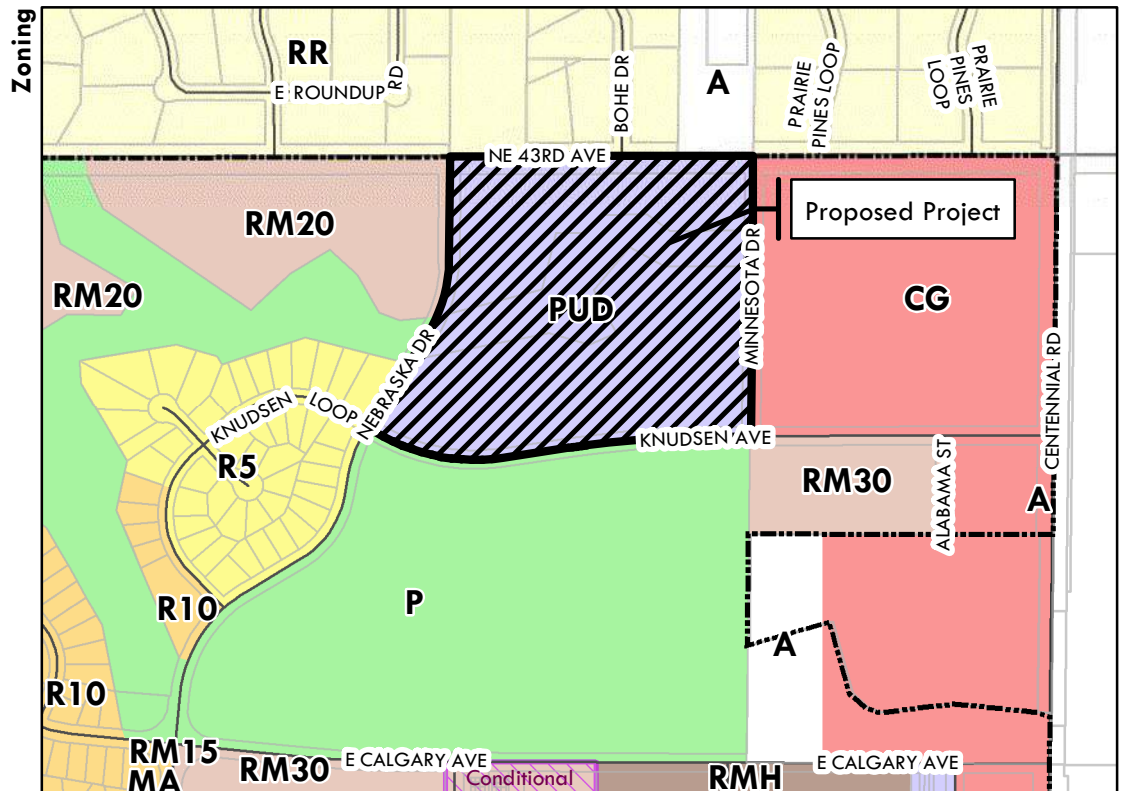 Zoning
RR
E ROUNDUP RD
BOHE DR
A
PRAIRIE
PINES LOOP
PRAIRIE
PINES
LOOP
NE 43RD AVE
RM20
Proposed Project
RM20
PUD
MINNESOTA DR
CG
NEBRASKA DR
CENTENNIAL RD
KNUDSEN LOOP
KNUDSEN AVE
R5
RM30
ALABAMA ST
A
R10
P
A
R10
RM15
MA
RM30
E CALGARY AVE
Conditional
RMH
E CALGARY AVE